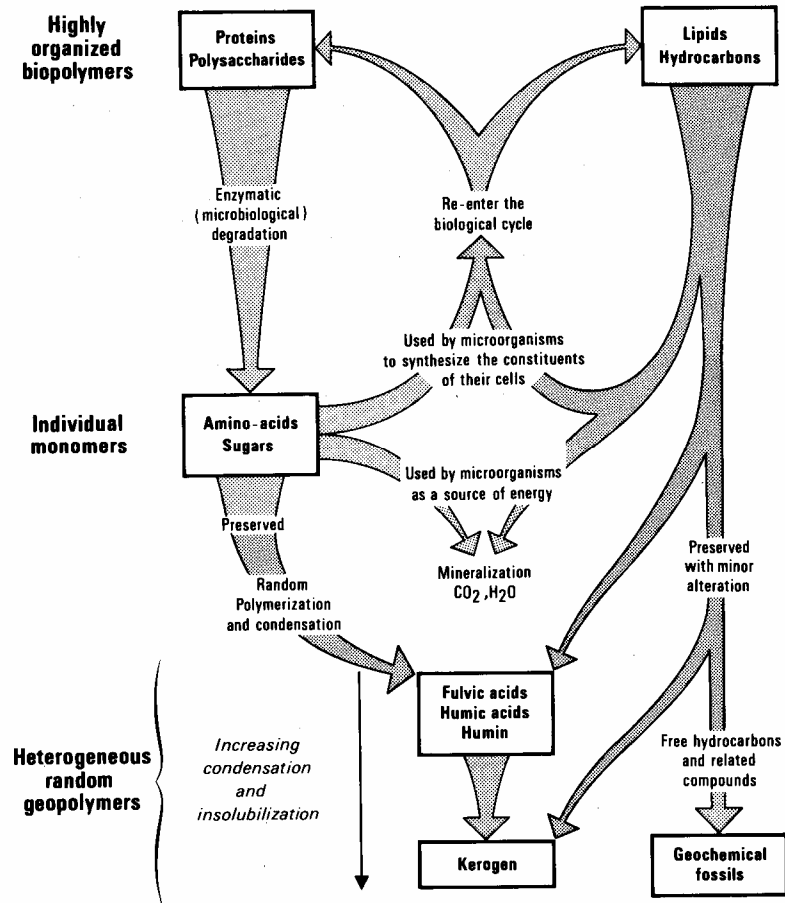 Highly
organized
biopolymers
Proteins
Polysaccharides
Lipids
Hydrocarbons
Enzymatic
(microbiological)
degradation
Re-enter the
biological cycle
Used by microorganisms
to synthesize the constituents
of their cells
Individual
monomers
Amino-acids
Sugars
Used by microorganisms
as a source of energy
Preserved
Random
Polymerization
and condensation
Mineralization
CO2 ,H2O
Preserved
with minor
alteration
Heterogeneous
random
geopolymers
Increasing
condensation
and
insolubilization
Fulvic acids
Humic acids
Humin
Free hydrocarbons
and related
compounds
Kerogen
Geochemical
fossils